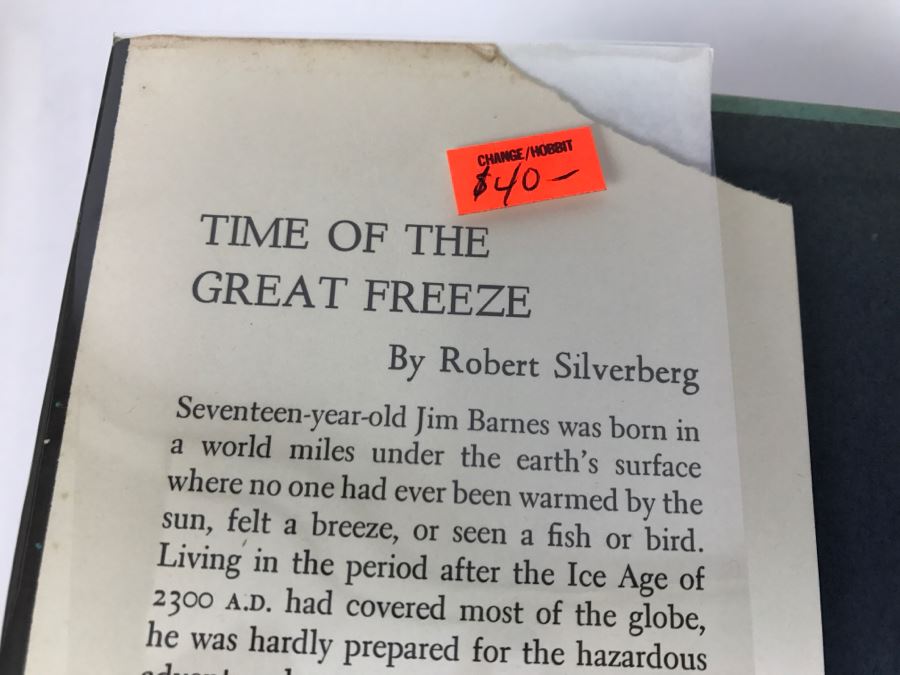 CHANGE/HOBBIT
$40—
TIME OF THE
GREAT FREEZE
By Robert Silverberg
Seventeen-year-old Jim Barnes was born in
a world miles under the earth's surface
where no one had ever been warmed by the
sun, felt a breeze, or seen a fish or bird.
Living in the period after the Ice Age of
2300 A.D. had covered most of the globe,
he was hardly prepared for the hazardous